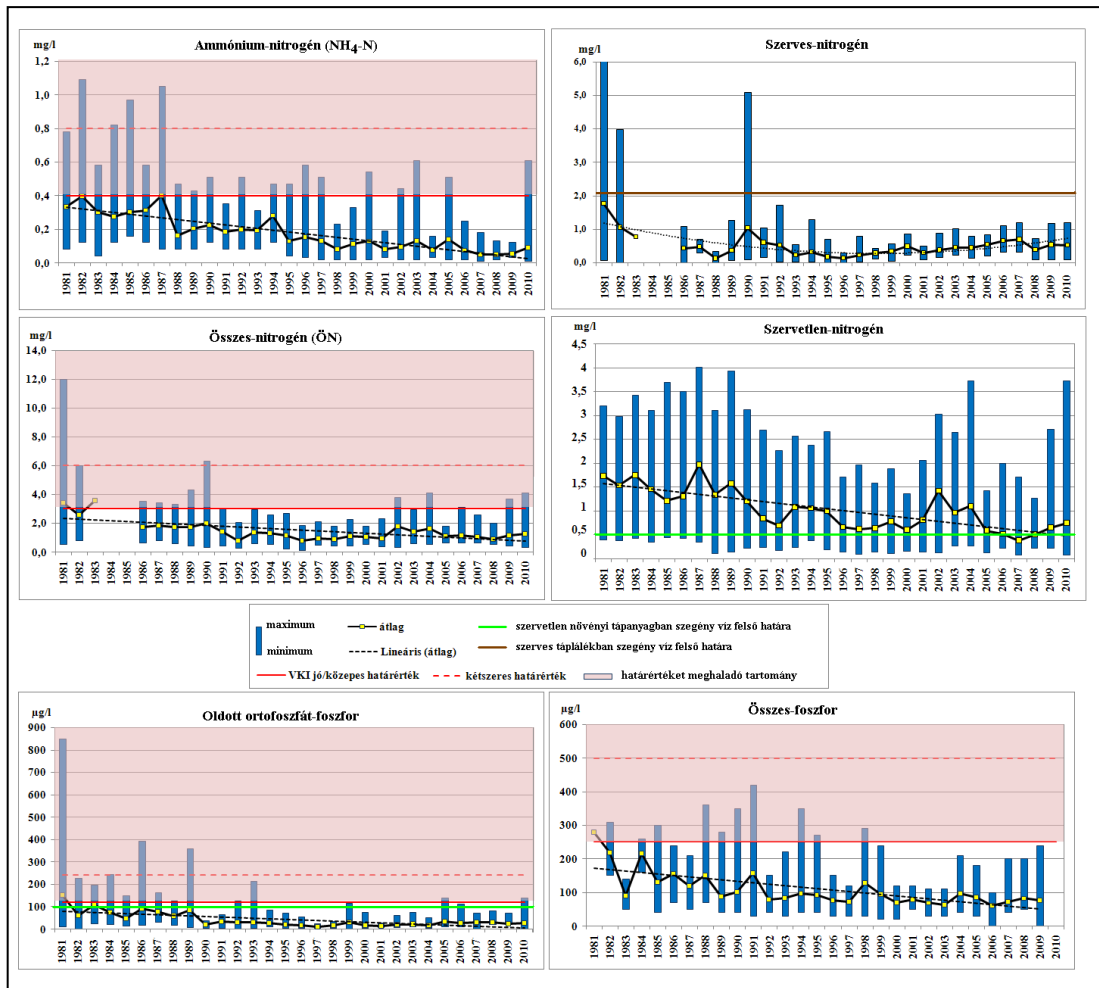 mg/l
Ammónium-nitrogén (NH4-N)
1,2
1,0
0,8
0,6
0,4
0,2
0,0
1981 1982 1983 1984 1985 1986 1987 1988 1989 1990 1991 1992 1993 1994 1995 1996 1997 1998 1999 2000 2001 2002 2003 2004 2005 2006 2007 2008 2009 2010
mg/l
Szerves-nitrogén
6,0
5,0
4,0
3,0
2,0
1,0
0,0
1981 1982 1983 1984 1985 1986 1987 1988 1989 1990 1991 1992 1993 1994 1995 1996 1997 1998 1999 2000 2001 2002 2003 2004 2005 2006 2007 2008 2009 2010
mg/l
Összes-nitrogén (ÖN)
14,0
12,0
10,0
8,0
6,0
4,0
2,0
0,0
1981 1982 1983 1984 1985 1986 1987 1988 1989 1990 1991 1992 1993 1994 1995 1996 1997 1998 1999 2000 2001 2002 2003 2004 2005 2006 2007 2008 2009 2010
mg/l
Szervetlen-nitrogén
4,5
4
3,5
3
2,5
2
1,5
1
0,5
0
1981 1982 1983 1984 1985 1986 1987 1988 1989 1990 1991 1992 1993 1994 1995 1996 1997 1998 1999 2000 2001 2002 2003 2004 2005 2006 2007 2008 2009 2010
maximum
minimum
átlag
Lineáris (átlag)
szervetlen növényi tápanyagban szegény víz felső határa
szerves táplálékban szegény víz felső határa
VKI jó/közepes határérték
kétszeres határérték
határértéket meghaladó tartomány
µg/l
Oldott ortofoszfát-foszfor
900
800
700
600
500
400
300
200
100
0
1981 1982 1983 1984 1985 1986 1987 1988 1989 1990 1991 1992 1993 1994 1995 1996 1997 1998 1999 2000 2001 2002 2003 2004 2005 2006 2007 2008 2009 2010
µg/l
Összes-foszfor
600
500
400
300
200
100
0
1981 1982 1983 1984 1985 1986 1987 1988 1989 1990 1991 1992 1993 1994 1995 1996 1997 1998 1999 2000 2001 2002 2003 2004 2005 2006 2007 2008 2009 2010